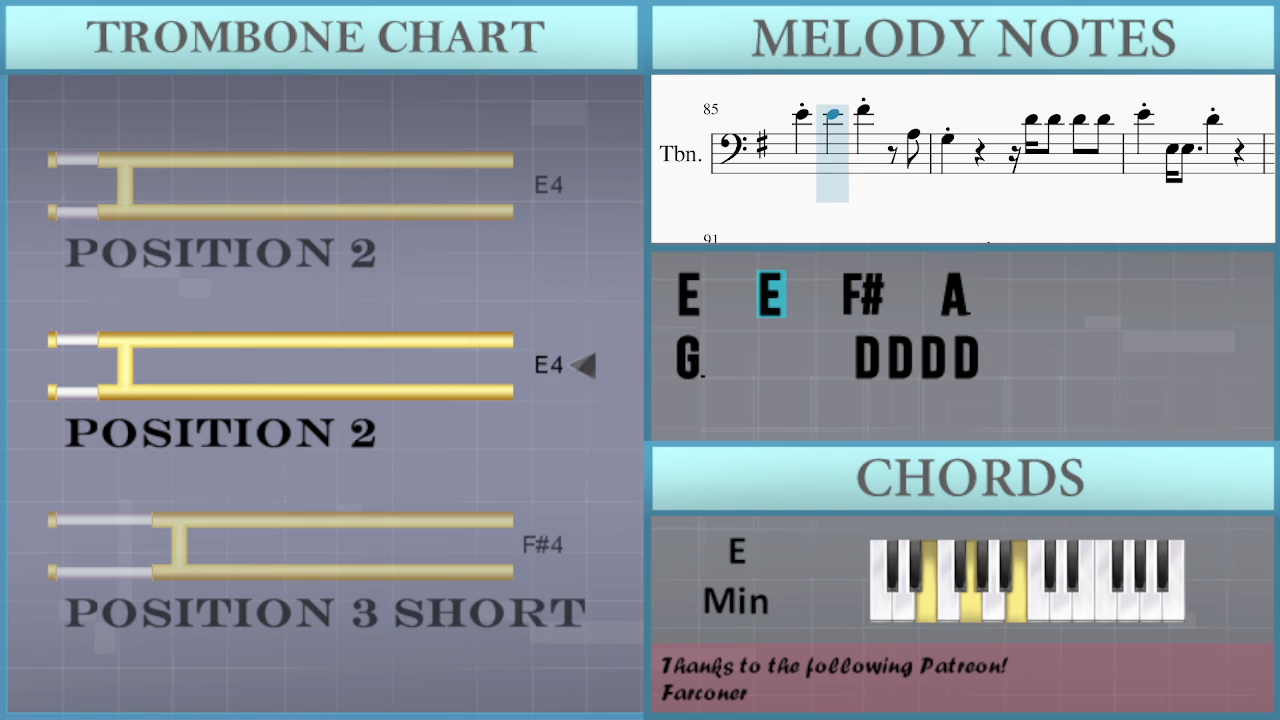 TROMBONE CHART
E4
POSITION 2
E4
POSITION 2
F#4
POSITION 3 SHORT
MELODY NOTES
85
Tbn.
91
E E F# A
G. D D D D
CHORDS
E
Min
Thanks to the following Patreon!
Farconer